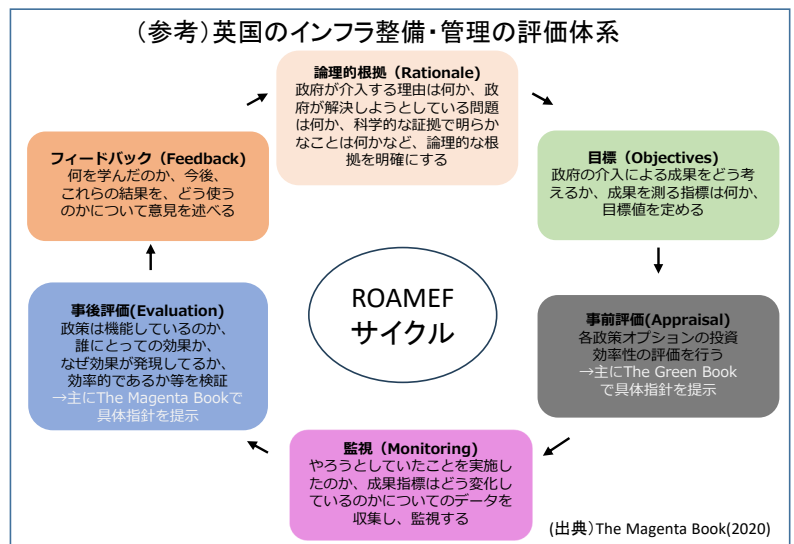 （参考）英国のインフラ整備・管理の評価体系
論理的根拠（Rationale)
政府が介入する理由は何か、政
府が解決しようとしている問題
は何か、科学的な証拠で明らか
なことは何かなど、論理的な根
拠を明確にする
目標（Objectives)
政府の介入による成果をどう考
えるか、成果を測る指標は何か、
目標値を定める
事前評価(Appraisal)
各政策オプションの投資
効率性の評価を行う
→主にThe Green Book
で具体指針を提示
監視（Monitoring)
やろうとしていたことを実施し
たのか、成果指標はどう変化し
ているのかについてのデータを
収集し、監視する
事後評価(Evaluation)
政策は機能しているのか、
誰にとっての効果か、
なぜ効果が発現してるか、
効率的であるか等を検証
→主にThe Magenta Bookで
具体指針を提示
フィードバック（Feedback)
何を学んだのか、今後、
これらの結果を、どう使う
のかについて意見を述べる
ROAMEF
サイクル
(出典）The Magenta Book(2020)